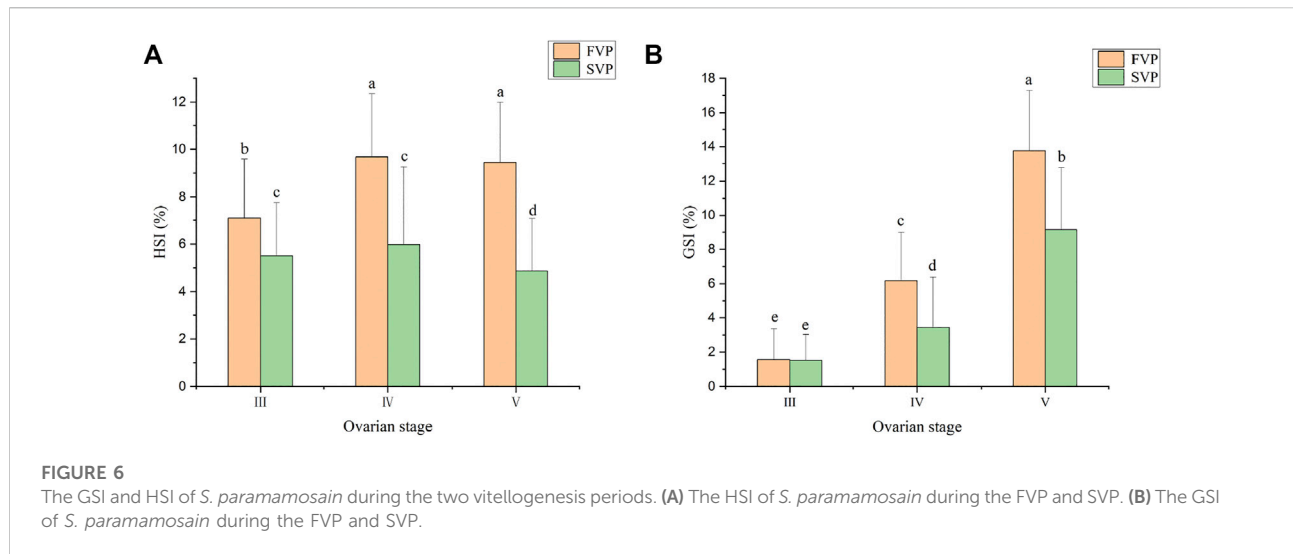 A
FVP
SVP
HSI (%)
12
10
8
6
4
2
0
b
c
a
c
a
d
III
IV
V
Ovarian stage
B
FVP
SVP
GSI (%)
18
16
14
12
10
8
6
4
2
0
e
e
c
d
a
b
III
IV
V
Ovarian stage
FIGURE 6
The GSI and HSI of S. paramamosain during the two vitellogenesis periods. (A) The HSI of S. paramamosain during the FVP and SVP. (B) The GSI
of S. paramamosain during the FVP and SVP.